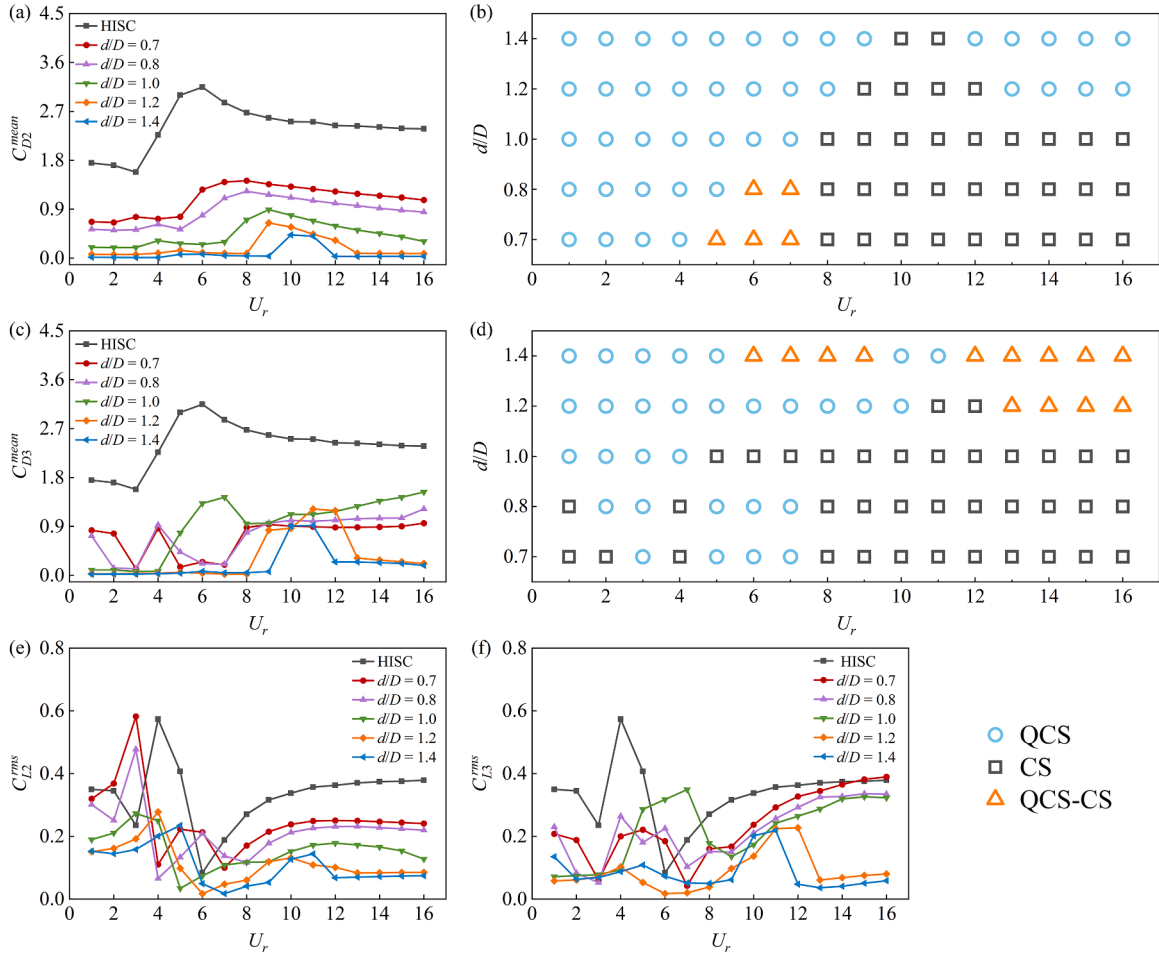 (a)
4.5
3.6
2.7
1.8
0.9
0.0
C_{D2}^{mean}
HISC
d/D = 0.7
d/D = 0.8
d/D = 1.0
d/D = 1.2
d/D = 1.4
0 2 4 6 8 10 12 14 16
U_r
(b)
1.4
1.2
1.0
0.8
0.7
d/D
0 2 4 6 8 10 12 14 16
U_r
(c)
4.5
3.6
2.7
1.8
0.9
0.0
C_{D3}^{mean}
HISC
d/D = 0.7
d/D = 0.8
d/D = 1.0
d/D = 1.2
d/D = 1.4
0 2 4 6 8 10 12 14 16
U_r
(d)
1.4
1.2
1.0
0.8
0.7
d/D
0 2 4 6 8 10 12 14 16
U_r
(e)
0.8
0.6
0.4
0.2
0.0
C_{L2}^{rms}
HISC
d/D = 0.7
d/D = 0.8
d/D = 1.0
d/D = 1.2
d/D = 1.4
0 2 4 6 8 10 12 14 16
U_r
(f)
0.8
0.6
0.4
0.2
0.0
C_{L3}^{rms}
HISC
d/D = 0.7
d/D = 0.8
d/D = 1.0
d/D = 1.2
d/D = 1.4
0 2 4 6 8 10 12 14 16
U_r
QCS
CS
QCS-CS